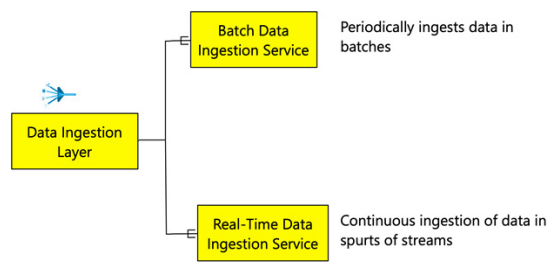 Batch Data
Ingestion Service
Periodically ingests data in
batches
Data Ingestion
Layer
Real-Time Data
Ingestion Service
Continuous ingestion of data in
spurts of streams